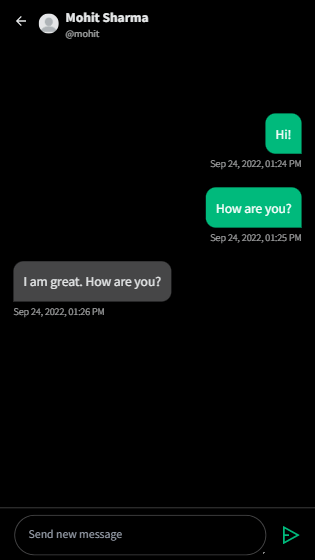 Mohit Sharma
@mohit
Hi!
Sep 24, 2022, 01:24 PM
How are you?
Sep 24, 2022, 01:25 PM
I am great. How are you?
Sep 24, 2022, 01:26 PM
Send new message